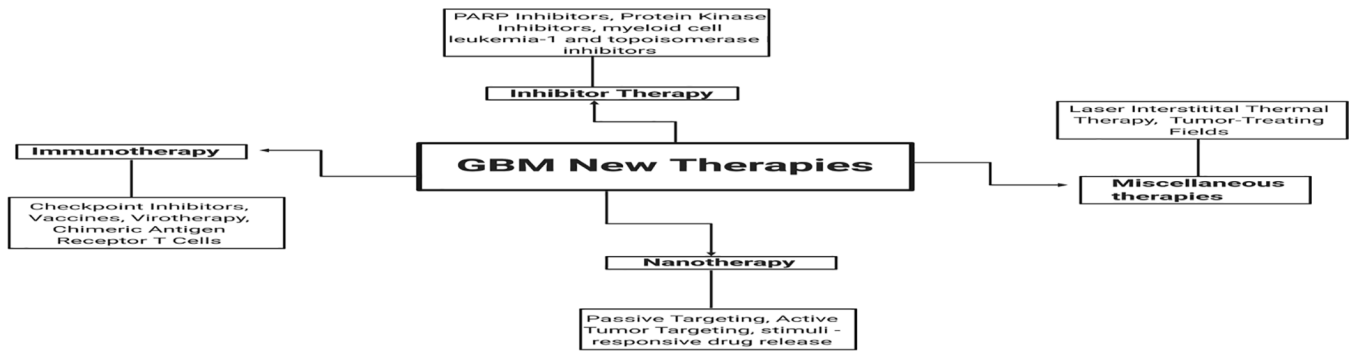 PARP Inhibitors, Protein Kinase
Inhibitors, myeloid cell
leukemia-1 and topoisomerase
inhibitors
Inhibitor Therapy
Laser Interstitital Thermal
Therapy, Tumor-Treating
Fields
Immunotherapy
GBM New Therapies
Miscellaneous
therapies
Checkpoint Inhibitors,
Vaccines, Virotherapy,
Chimeric Antigen
Receptor T Cells
Nanotherapy
Passive Targeting, Active
Tumor Targeting, stimuli -
responsive drug release